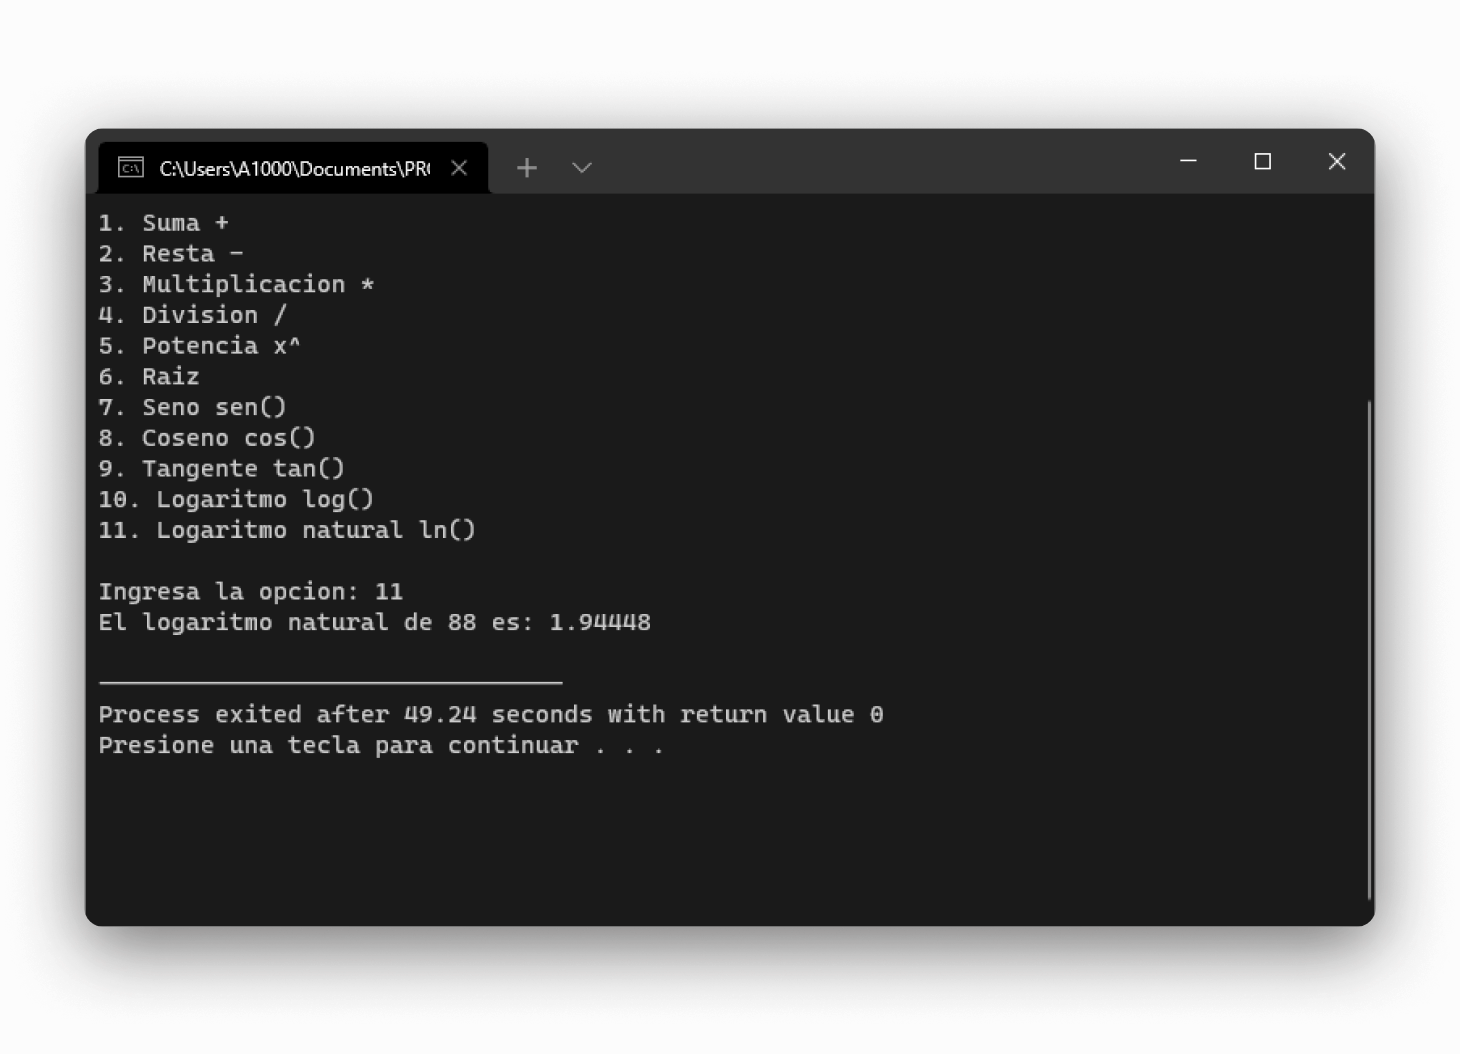 C:\Users\A1000\Documents\PR
1. Suma +
2. Resta -
3. Multiplicacion *
4. Division /
5. Potencia x^
6. Raiz
7. Seno sen()
8. Coseno cos()
9. Tangente tan()
10. Logaritmo log()
11. Logaritmo natural ln()
Ingresa la opcion: 11
El logaritmo natural de 88 es: 1.94448
Process exited after 49.24 seconds with return value 0
Presione una tecla para continuar . . .